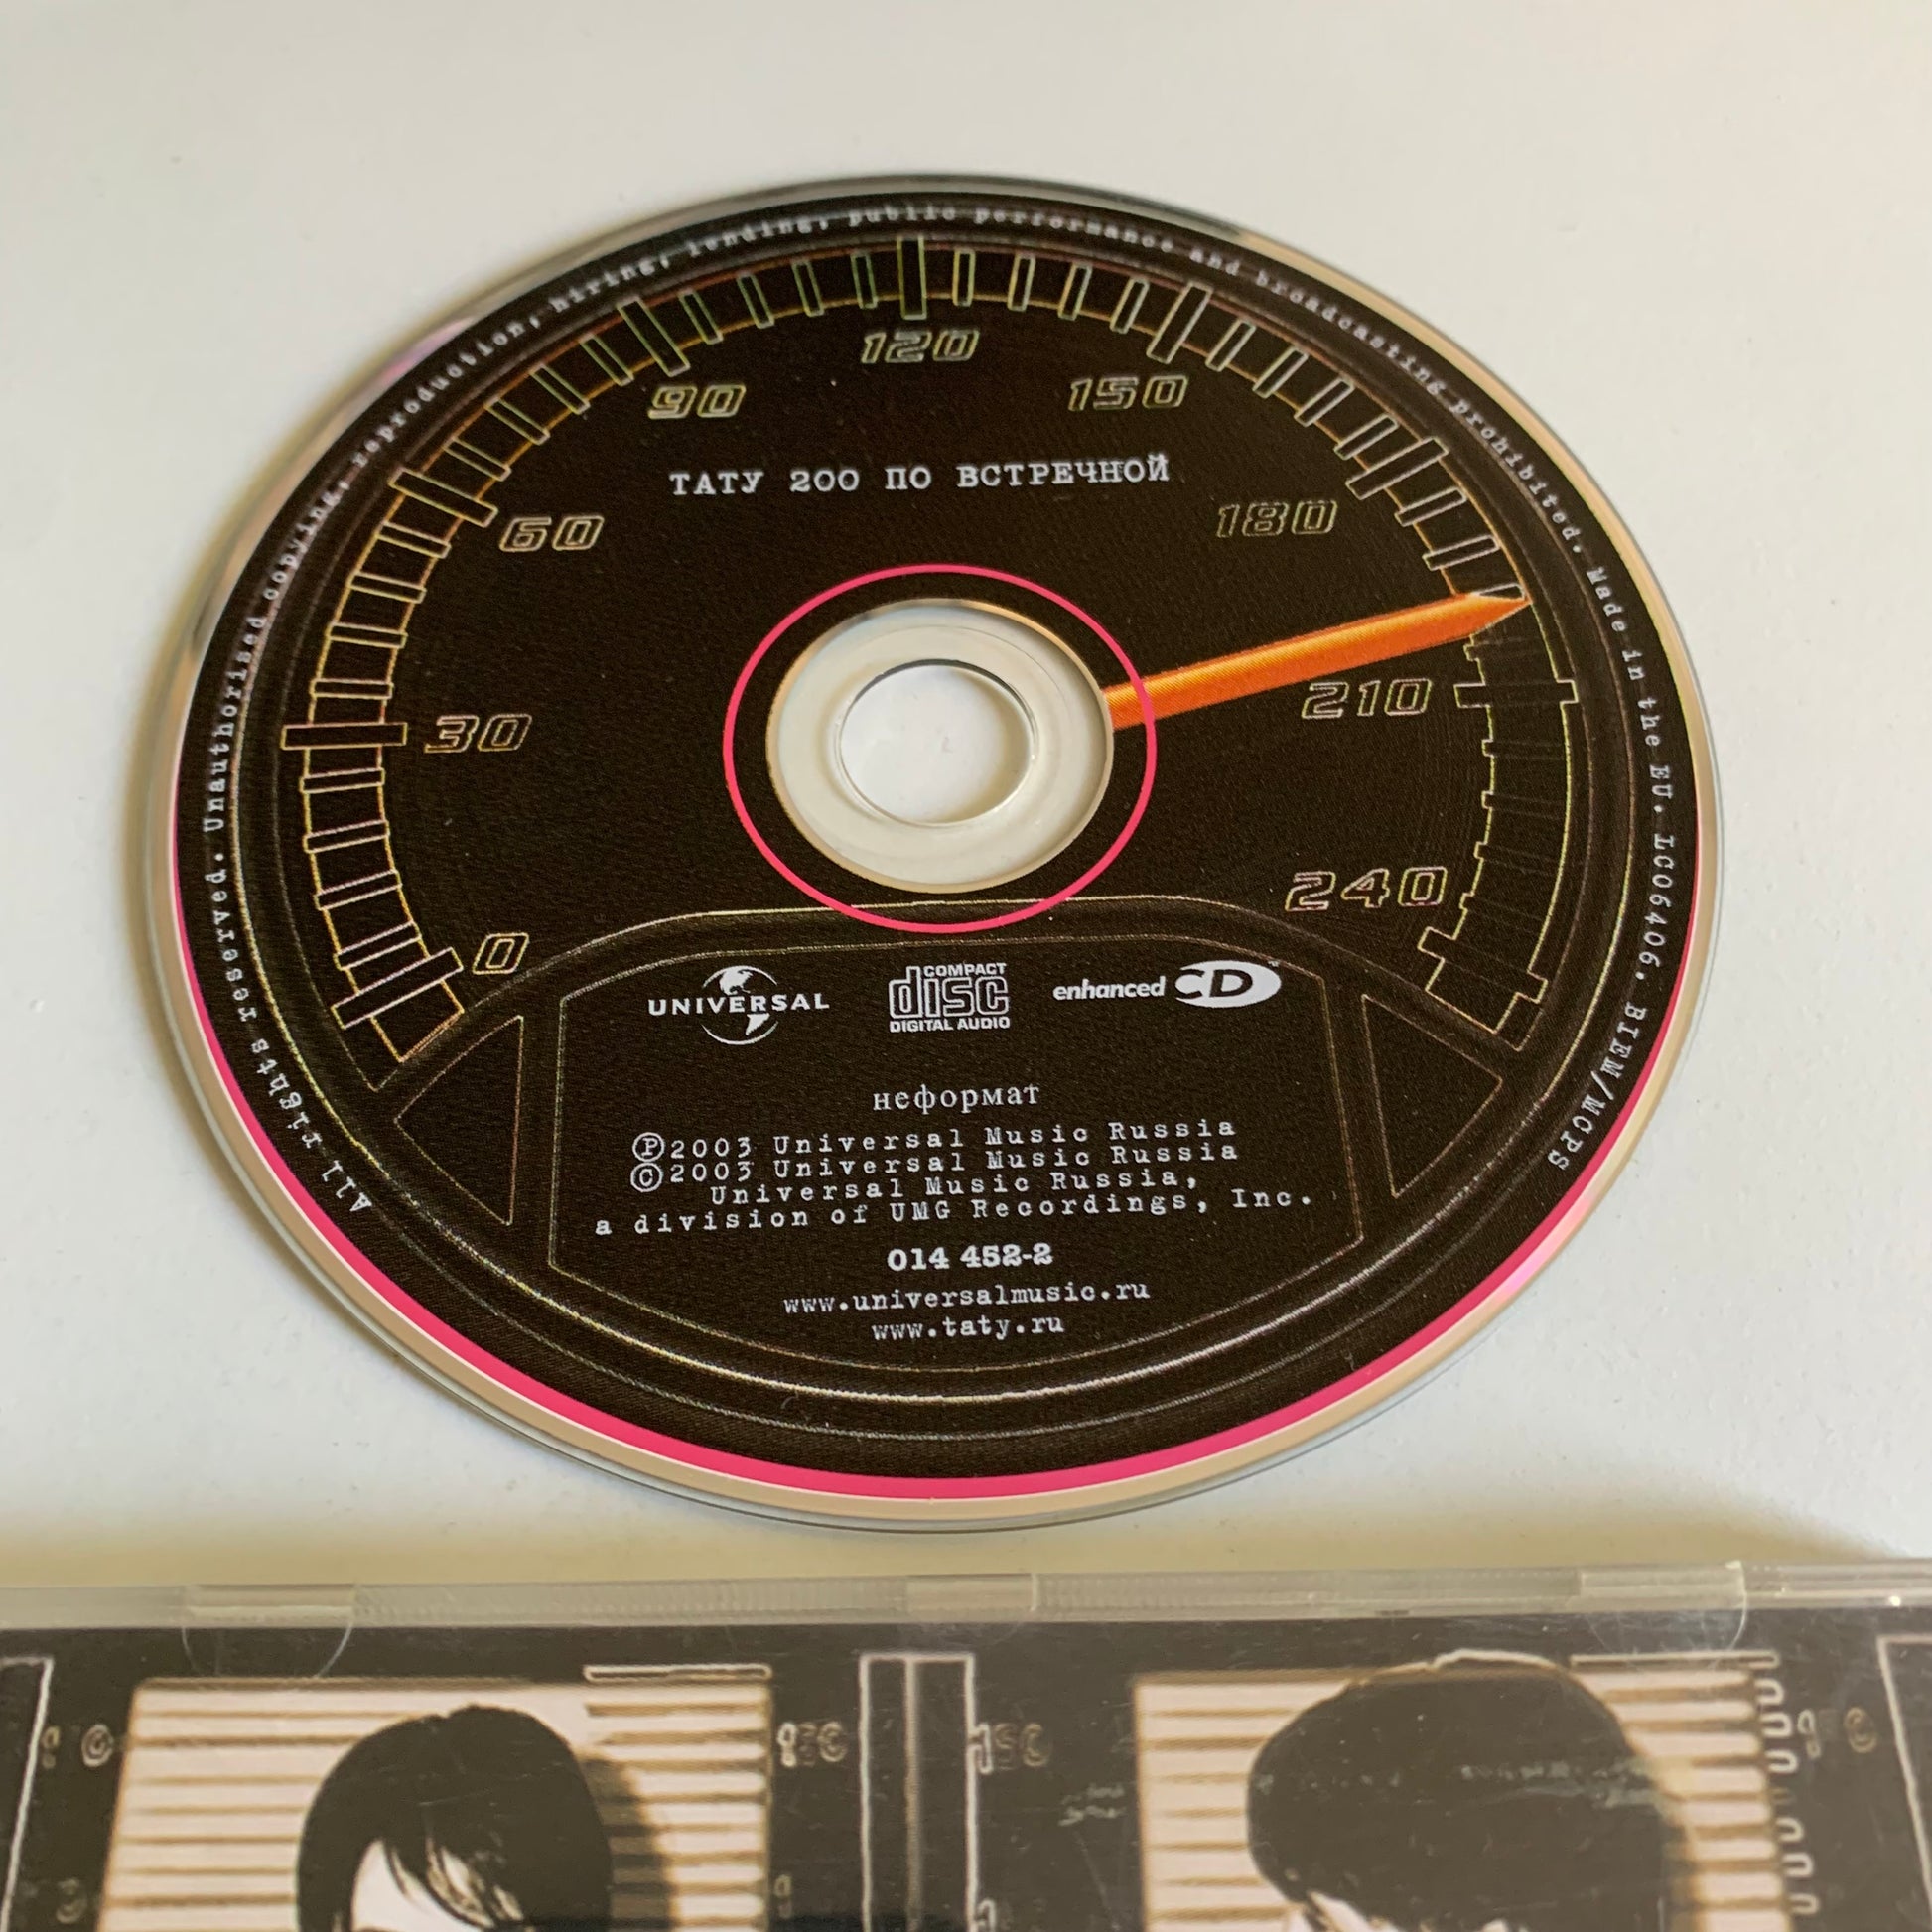 All rights reserved. Unauthorised copying, reproduction, hiring, lending, public performance and broadcasting prohibited. Made in the EU. LC06406. BIEM/MCPS
120
90
150
ТАТУ 200 ПО ВСТРЕЧНОЙ
60
180
30
210
240
0
UNIVERSAL
COMPACT
disc
DIGITAL AUDIO
enhanced CD
неформат
Ⓟ2003 Universal Music Russia
©2003 Universal Music Russia
Universal Music Russia,
a division of UMG Recordings, Inc.
014 452-2
www.universalmusic.ru
www.taty.ru
150